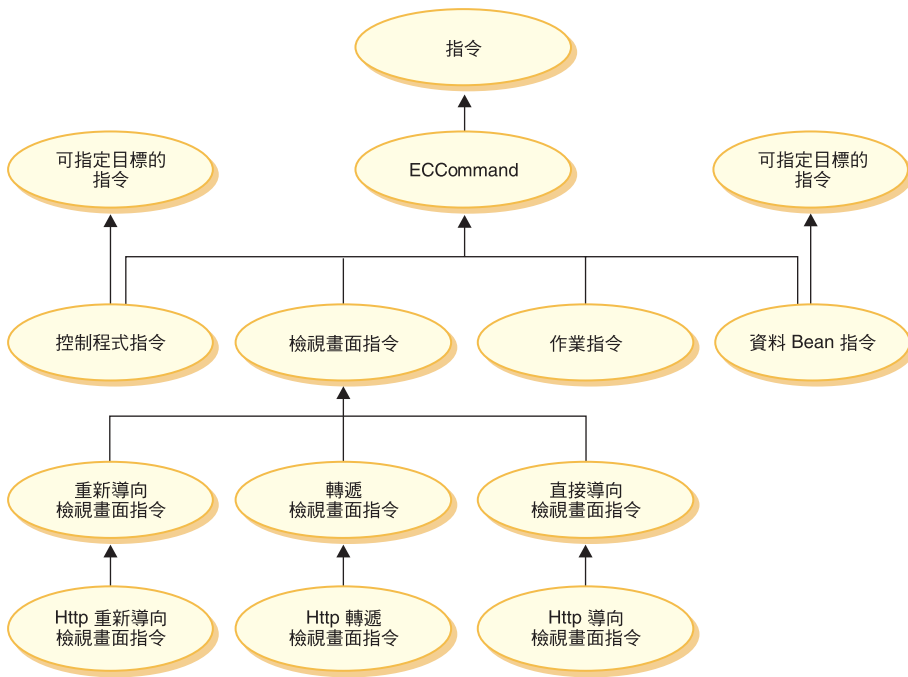 指令
可指定目標的
指令
ECCommand
可指定目標的
指令
控制程式指令
檢視畫面指令
作業指令
資料 Bean 指令
重新導向
檢視畫面指令
轉遞
檢視畫面指令
直接導向
檢視畫面指令
Http 重新導向
檢視畫面指令
Http 轉遞
檢視畫面指令
Http 導向
檢視畫面指令